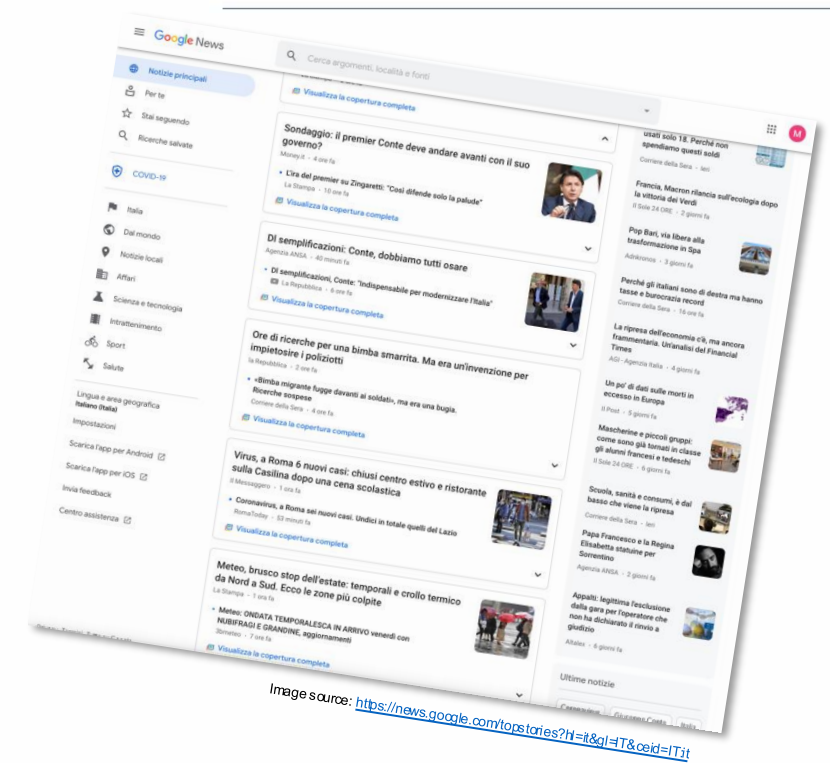 Google News
Cerca argomenti, località e fonti
M
Notizie principali
Per te
Stai seguendo
Ricerche salvate
COVID-19
Italia
Dal mondo
Notizie locali
Affari
Scienza e tecnologia
Intrattenimento
Sport
Salute
Lingua e area geografica
Italiano (Italia)
Impostazioni
Scarica l'app per Android
Scarica l'app per iOS
Invia feedback
Centro assistenza
Visualizza la copertura completa
Sondaggio: il premier Conte deve andare avanti con il suo
governo?
Money.it - 4 ore fa
• L'ira del premier su Zingaretti: "Così difende solo la palude"
La Stampa - 10 ore fa
Visualizza la copertura completa
Dl semplificazioni: Conte, dobbiamo tutti osare
Agenzia ANSA - 40 minuti fa
• Dl semplificazioni, Conte: "Indispensabile per modernizzare l'Italia"
La Repubblica - 6 ore fa
Visualizza la copertura completa
Ore di ricerche per una bimba smarrita. Ma era un'invenzione per
impietosire i poliziotti
la Repubblica - 2 ore fa
• «Bimba migrante fugge davanti ai soldati», ma era una bugia.
Ricerche sospese
Corriere della Sera - 4 ore fa
Visualizza la copertura completa
Virus, a Roma 6 nuovi casi: chiusi centro estivo e ristorante
sulla Casilina dopo una cena scolastica
Il Messaggero - 1 ora fa
• Coronavirus, a Roma sei nuovi casi. Undici in totale quelli del Lazio
RomaToday - 53 minuti fa
Visualizza la copertura completa
Meteo, brusco stop dell'estate: temporali e crollo termico
da Nord a Sud. Ecco le zone più colpite
La Stampa - 1 ora fa
• Meteo: ONDATA TEMPORALESCA IN ARRIVO venerdì con
NUBIFRAGI E GRANDINE, aggiornamenti
3bmeteo - 7 ore fa
Visualizza la copertura completa
usati solo 18. Perché non
spendiamo questi soldi
Corriere della Sera - Ieri
Francia, Macron rilancia sull'ecologia dopo
la vittoria dei Verdi
Il Sole 24 ORE - 2 giorni fa
Pop Bari, via libera alla
trasformazione in Spa
Adnkronos - 3 giorni fa
Perché gli italiani sono di destra ma hanno
tasse e burocrazia record
Corriere della Sera - 16 ore fa
La ripresa dell'economia c'è, ma ancora
frammentaria. Un'analisi del Financial
Times
AGI - Agenzia Italia - 4 giorni fa
Un po' di dati sulle morti in
eccesso in Europa
Il Post - 5 giorni fa
Mascherine e piccoli gruppi:
come sono già tornati in classe
gli alunni francesi e tedeschi
Il Sole 24 ORE - 6 giorni fa
Scuola, sanità e consumi, è dal
basso che viene la ripresa
Corriere della Sera - Ieri
Papa Francesco e la Regina
Elisabetta statuine per
Sorrentino
Agenzia ANSA - 2 giorni fa
Appalti: legittima l'esclusione
dalla gara per l'operatore che
non ha dichiarato il rinvio a
giudizio
Altalex - 6 giorni fa
Ultime notizie
Coronavirus
Giuseppe Conte
Italia
Image source: https://news.google.com/topstories?hl=it&gl=IT&ceid=IT:it